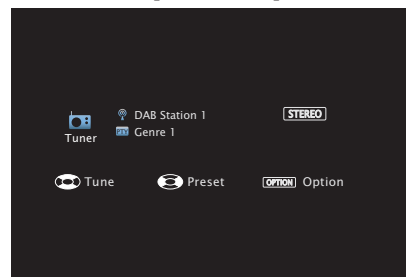 DAB Station 1
STEREO
Tuner
Genre 1
Tune
Preset
OPTION Option